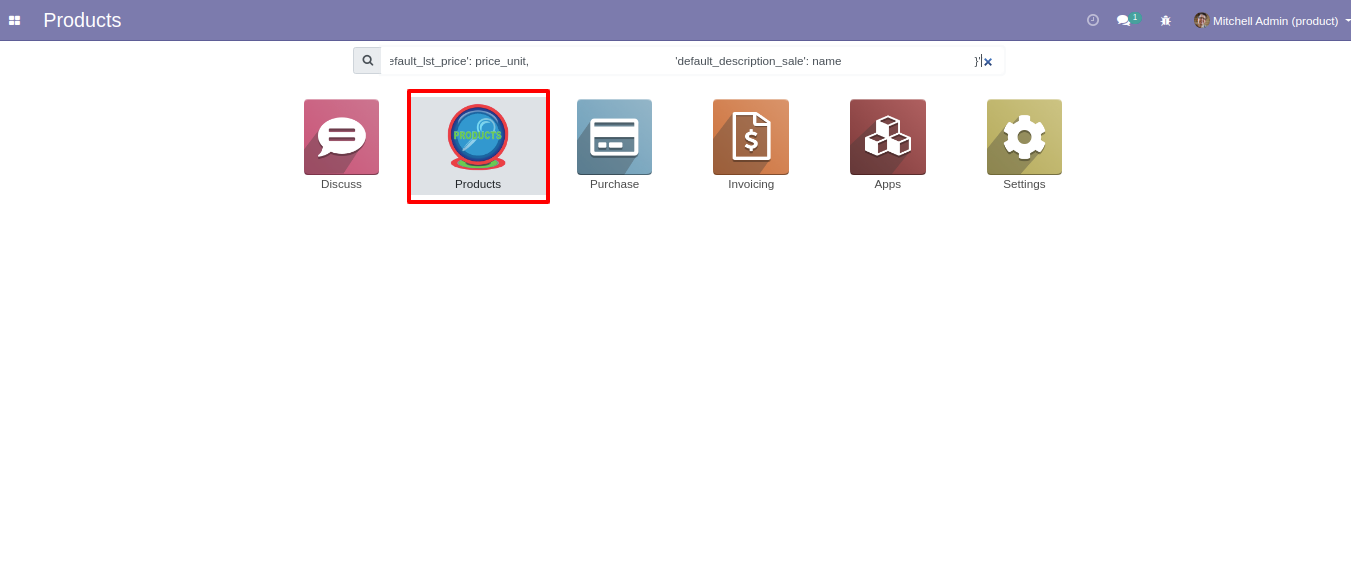 Products
1
Mitchell Admin (product)
efault_lst_price': price_unit, 'default_description_sale': name }'
PRODUCTS
Discuss
Products
Purchase
Invoicing
Apps
Settings